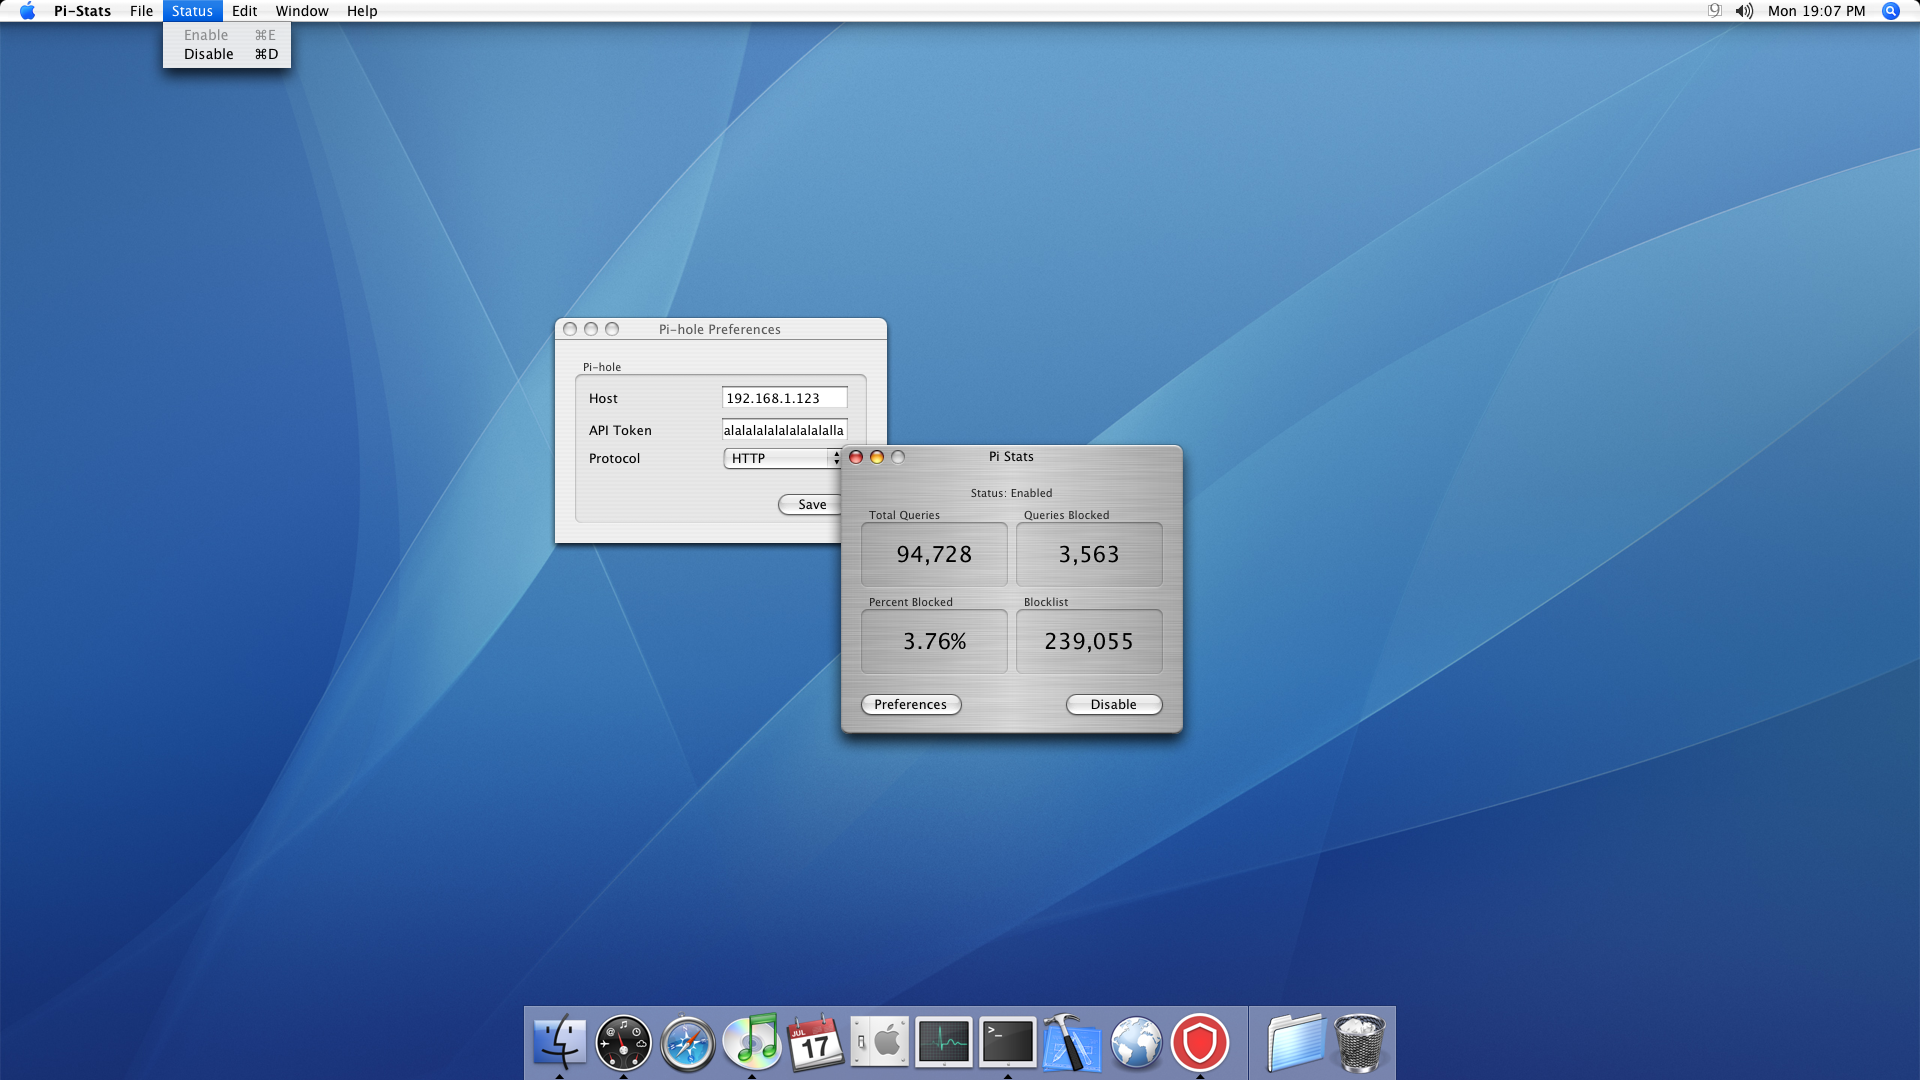 Pi-Stats File Status Edit Window Help
Mon 19:07 PM
Enable ⌘E
Disable ⌘D
Pi-hole Preferences
Pi-hole
Host 192.168.1.123
API Token alalalalalalalalalalla
Protocol HTTP
Save
Pi Stats
Status: Enabled
Total Queries Queries Blocked
94,728 3,563
Percent Blocked Blocklist
3.76% 239,055
Preferences Disable
JUL
17
>_